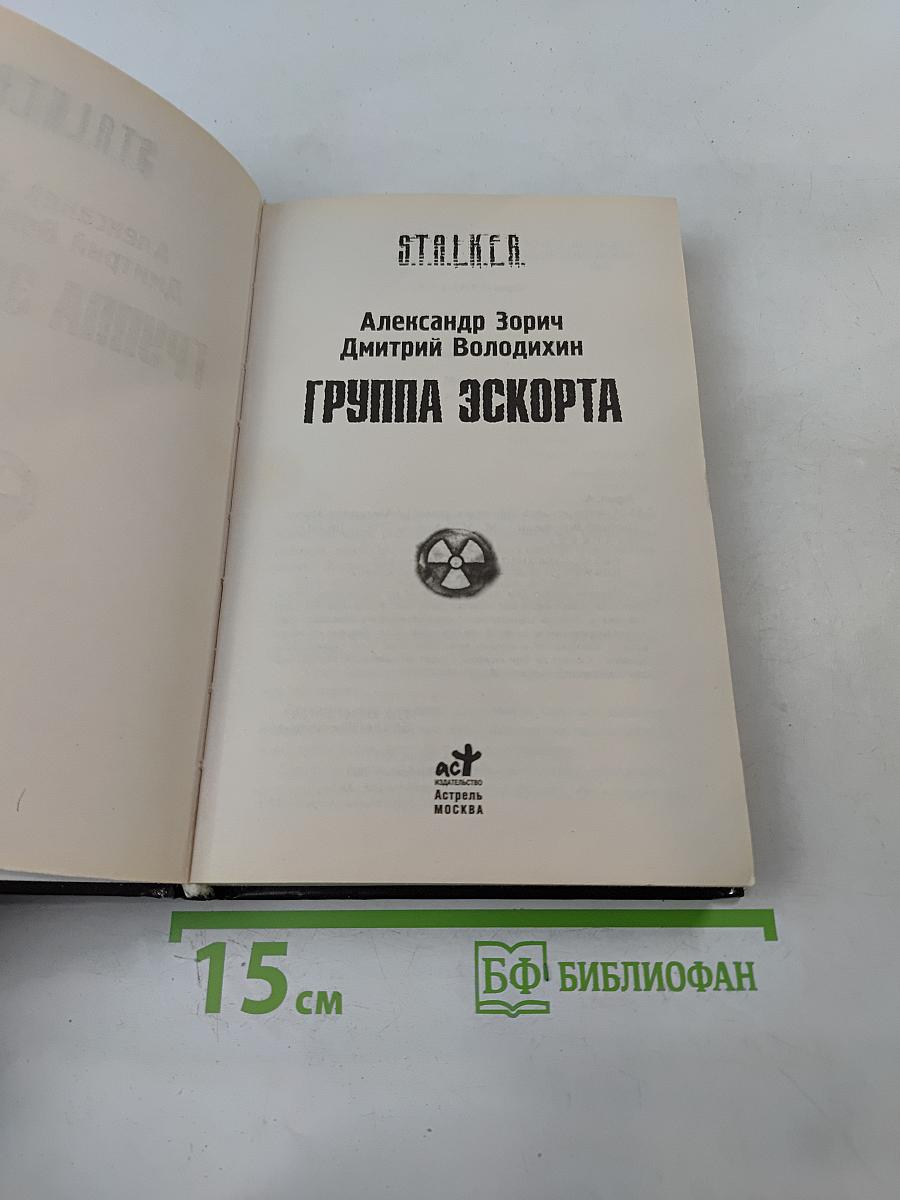 S.T.A.L.K.E.R.
Александр Зорич
Дмитрий Володихин
ГРУППА ЭСКОРТА
аст
ИЗДАТЕЛЬСТВО
Астрель
МОСКВА
15 см
БФ БИБЛИОФАН